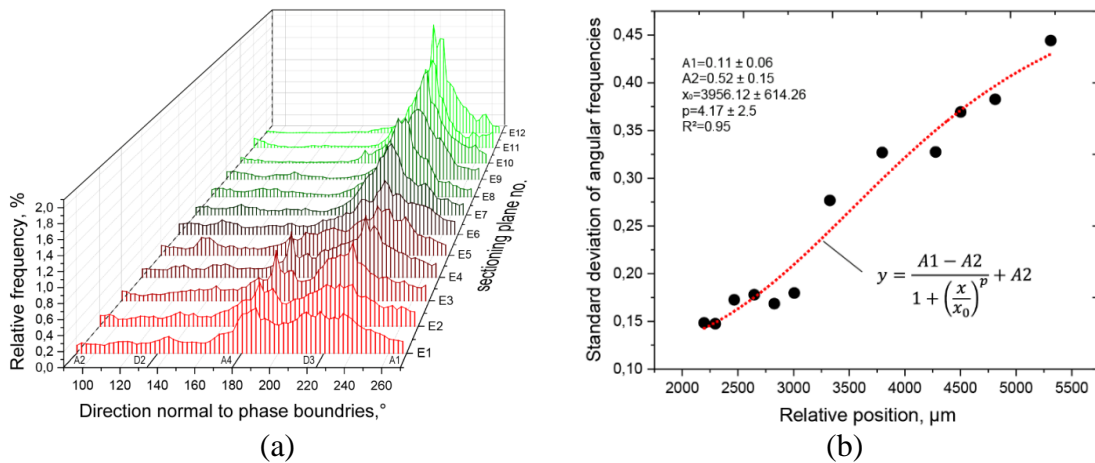 (a)
Relative frequency, %
2,0
1,8
1,6
1,4
1,2
1,0
0,8
0,6
0,4
0,2
0,0
E12
E11
E10
E9
E8
E7
E6
E5
E4
E3
E2
E1
sectioning plane no,
A2 D2 A4 D3 A1
100 120 140 160 180 200 220 240 260
Direction normal to phase boundries,°
(b)
Standard deviation of angular frequencies
0,45
0,40
0,35
0,30
0,25
0,20
0,15
0,10
A1=0.11 ± 0.06
A2=0.52 ± 0.15
x₀=3956.12 ± 614.26
p=4.17 ± 2.5
R²=0.95
y = (A1 − A2) / (1 + (x/x₀)^p) + A2
2000 2500 3000 3500 4000 4500 5000 5500
Relative position, µm